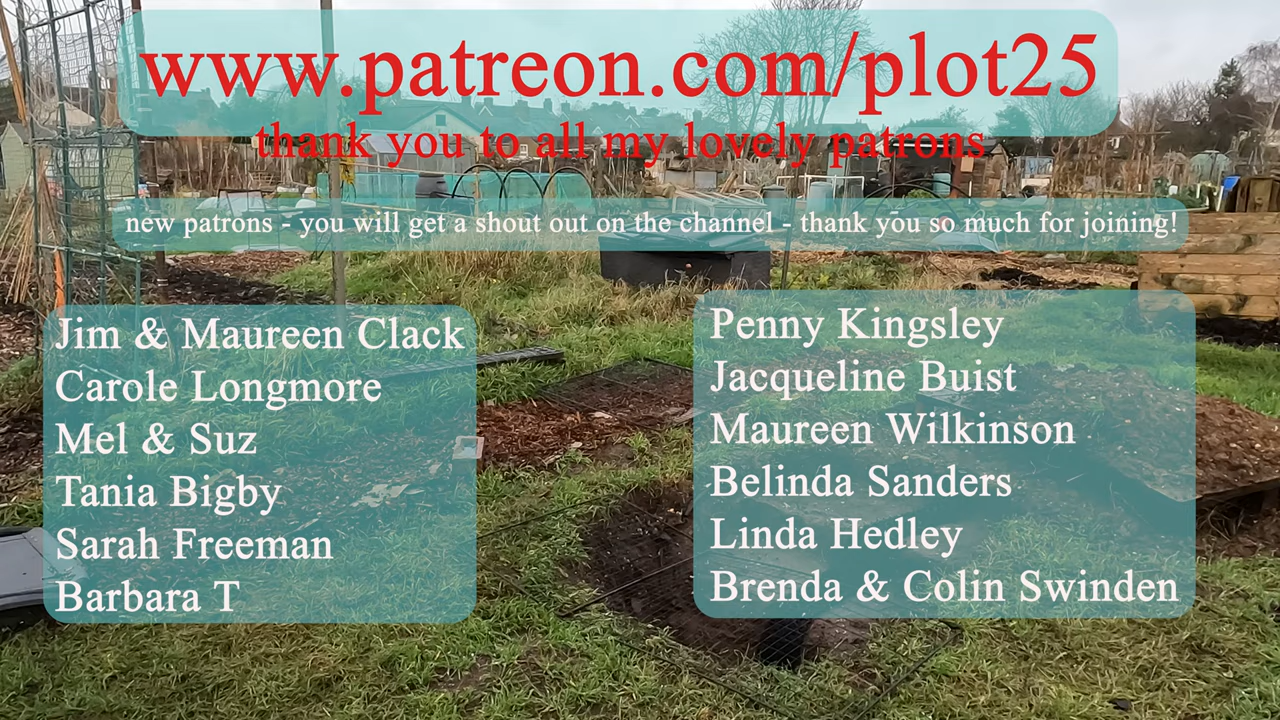 www.patreon.com/plot25
thank you to all my lovely patrons
new patrons - you will get a shout out on the channel - thank you so much for joining!
Jim & Maureen Clack
Carole Longmore
Mel & Suz
Tania Bigby
Sarah Freeman
Barbara T
Penny Kingsley
Jacqueline Buist
Maureen Wilkinson
Belinda Sanders
Linda Hedley
Brenda & Colin Swinden